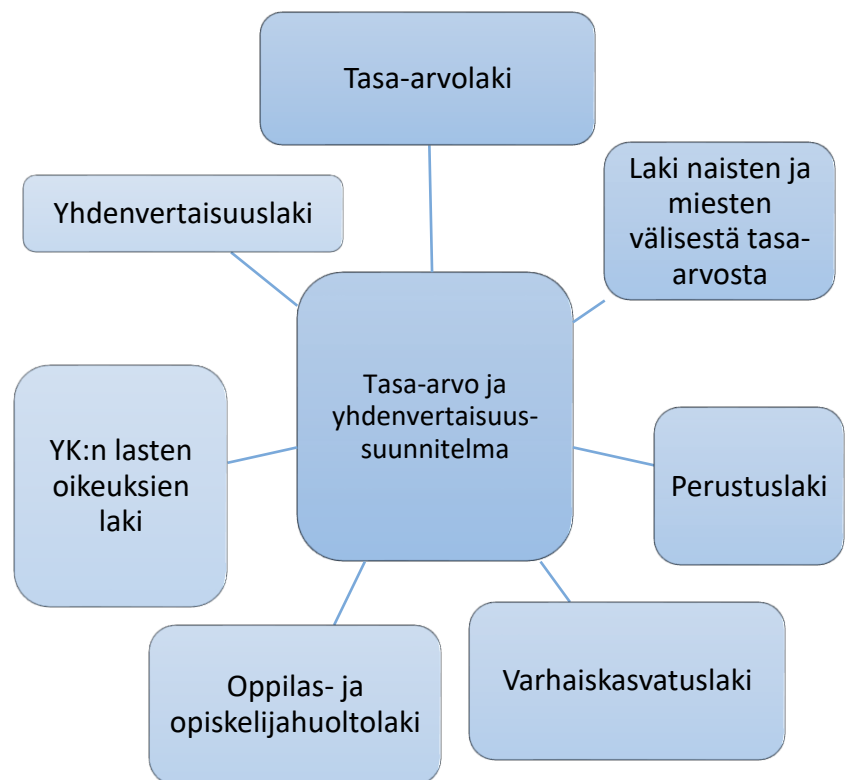 Tasa-arvolaki
Laki naisten ja
miesten
välisestä tasa-
arvosta
Yhdenvertaisuuslaki
Tasa-arvo ja
yhdenvertaisuus-
suunnitelma
YK:n lasten
oikeuksien
laki
Perustuslaki
Oppilas- ja
opiskelijahuoltolaki
Varhaiskasvatuslaki